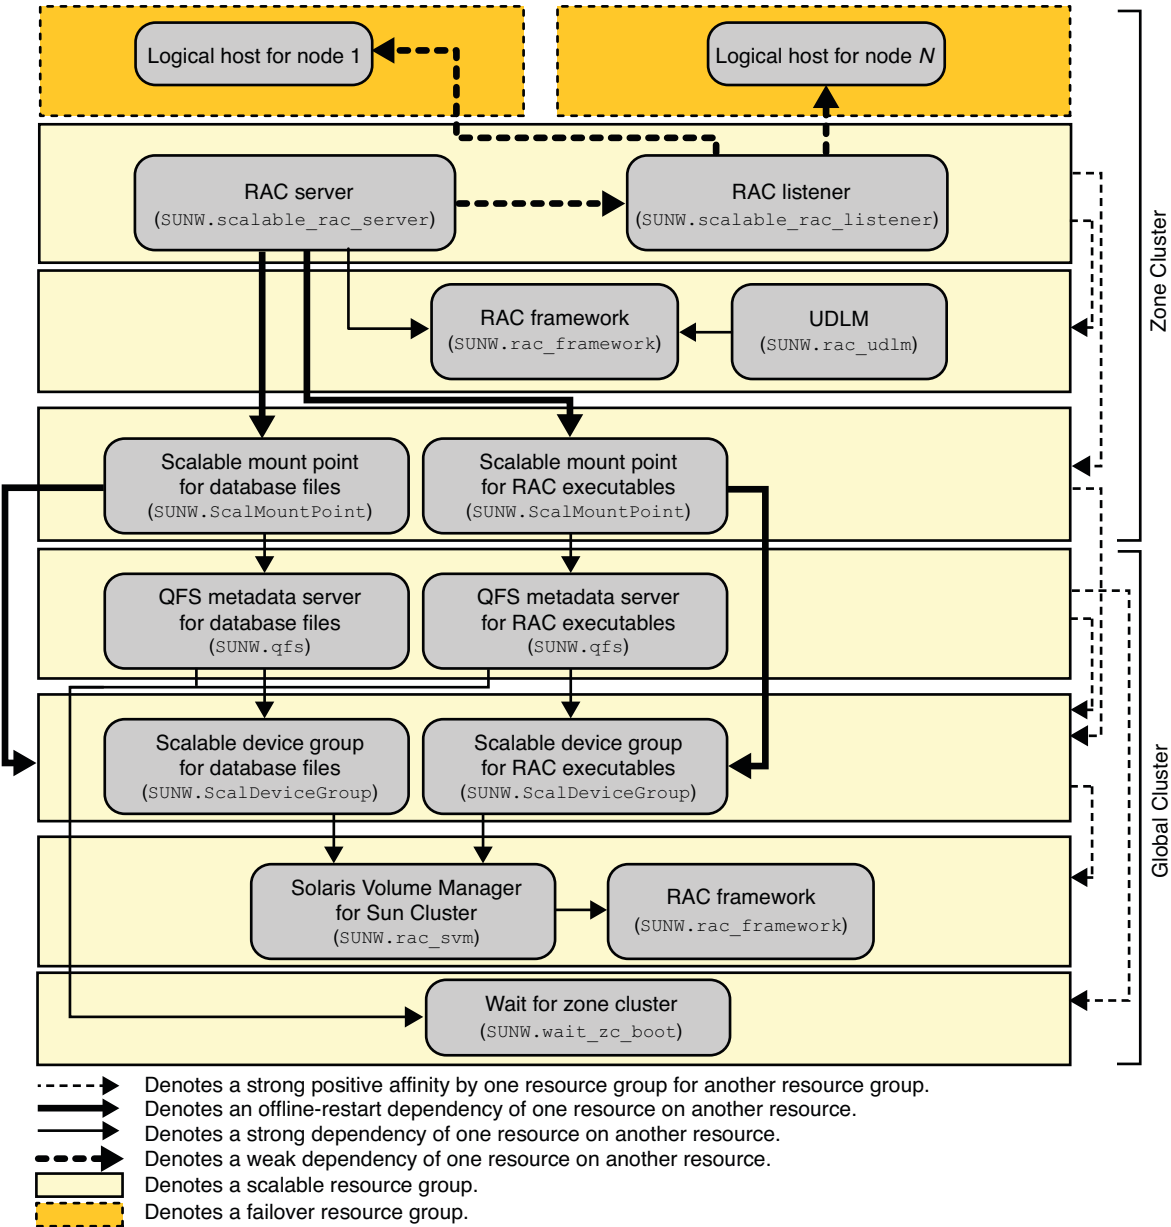 Logical host for node 1
Logical host for node N
RAC server
(SUNW.scalable_rac_server)
RAC listener
(SUNW.scalable_rac_listener)
RAC framework
(SUNW.rac_framework)
UDLM
(SUNW.rac_udlm)
Zone Cluster
Scalable mount point
for database files
(SUNW.ScalMountPoint)
Scalable mount point
for RAC executables
(SUNW.ScalMountPoint)
QFS metadata server
for database files
(SUNW.qfs)
QFS metadata server
for RAC executables
(SUNW.qfs)
Scalable device group
for database files
(SUNW.ScalDeviceGroup)
Scalable device group
for RAC executables
(SUNW.ScalDeviceGroup)
Global Cluster
Solaris Volume Manager
for Sun Cluster
(SUNW.rac_svm)
RAC framework
(SUNW.rac_framework)
Wait for zone cluster
(SUNW.wait_zc_boot)
Denotes a strong positive affinity by one resource group for another resource group.
Denotes an offline-restart dependency of one resource on another resource.
Denotes a strong dependency of one resource on another resource.
Denotes a weak dependency of one resource on another resource.
Denotes a scalable resource group.
Denotes a failover resource group.